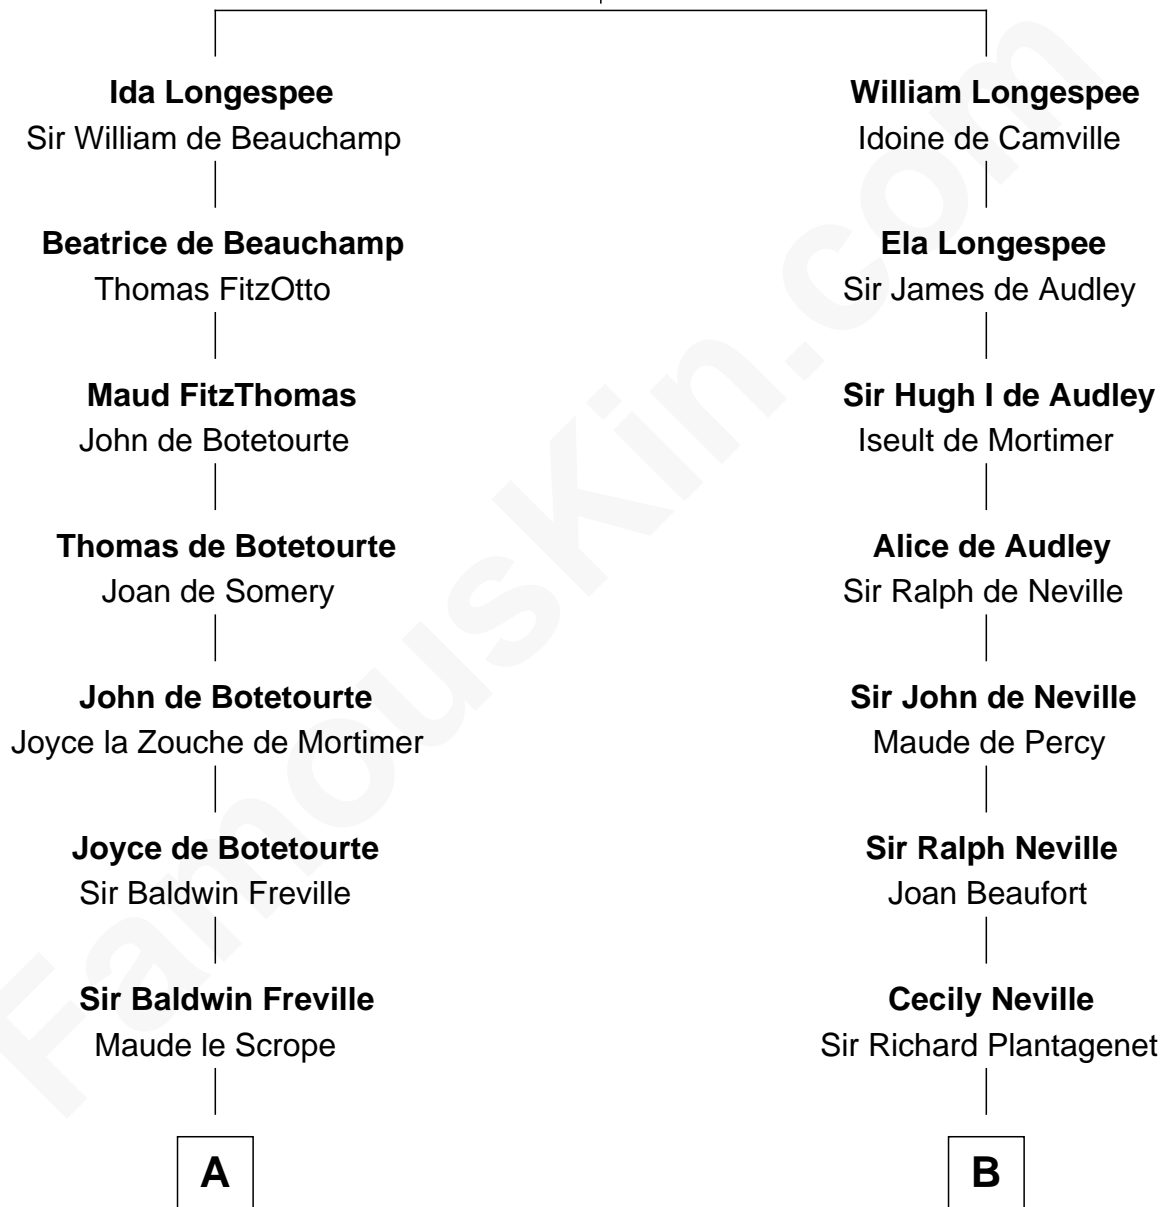 Ida Longespee
Sir William de Beauchamp
Beatrice de Beauchamp
Thomas FitzOtto
Maud FitzThomas
John de Botetourte
Thomas de Botetourte
Joan de Somery
John de Botetourte
Joyce la Zouche de Mortimer
Joyce de Botetourte
Sir Baldwin Freville
Sir Baldwin Freville
Maude le Scrope
A
William Longespee
Idoine de Camville
Ela Longespee
Sir James de Audley
Sir Hugh I de Audley
Iseult de Mortimer
Alice de Audley
Sir Ralph de Neville
Sir John de Neville
Maude de Percy
Sir Ralph Neville
Joan Beaufort
Cecily Neville
Sir Richard Plantagenet
B
FamousKin.com